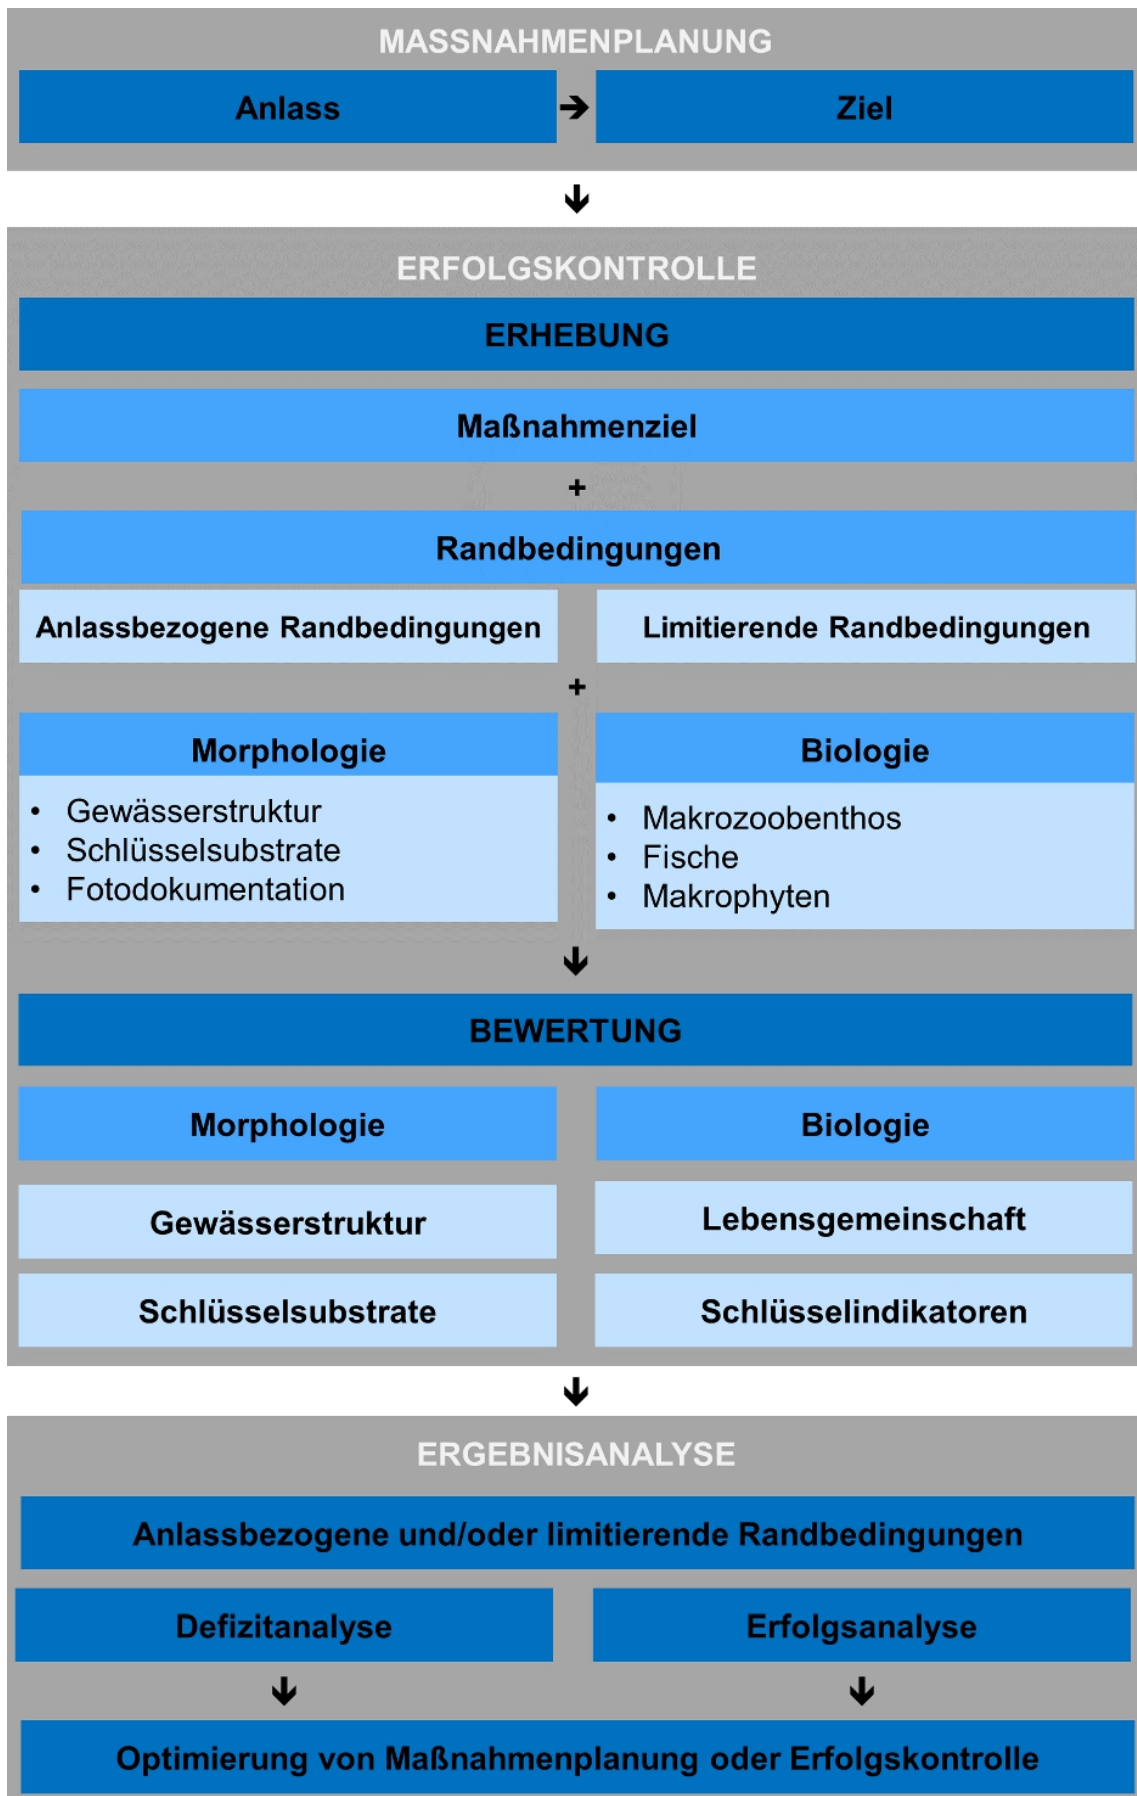 MASSNAHMENPLANUNG
Anlass ➔ Ziel
🡫
ERFOLGSKONTROLLE
ERHEBUNG
Maßnahmenziel
+
Randbedingungen
Anlassbezogene Randbedingungen
Limitierende Randbedingungen
+
Morphologie
• Gewässerstruktur
• Schlüsselsubstrate
• Fotodokumentation
Biologie
• Makrozoobenthos
• Fische
• Makrophyten
🡫
BEWERTUNG
Morphologie
Biologie
Gewässerstruktur
Lebensgemeinschaft
Schlüsselsubstrate
Schlüsselindikatoren
🡫
ERGEBNISANALYSE
Anlassbezogene und/oder limitierende Randbedingungen
Defizitanalyse
Erfolgsanalyse
🡫 🡫
Optimierung von Maßnahmenplanung oder Erfolgskontrolle